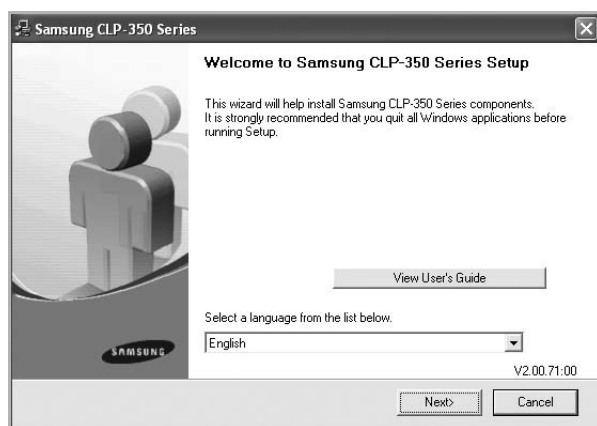 Samsung CLP-350 Series
Welcome to Samsung CLP-350 Series Setup
This wizard will help install Samsung CLP-350 Series components.
It is strongly recommended that you quit all Windows applications before
running Setup.
View User's Guide
Select a language from the list below.
English
SAMSUNG
V2.00.71:00
Next>
Cancel